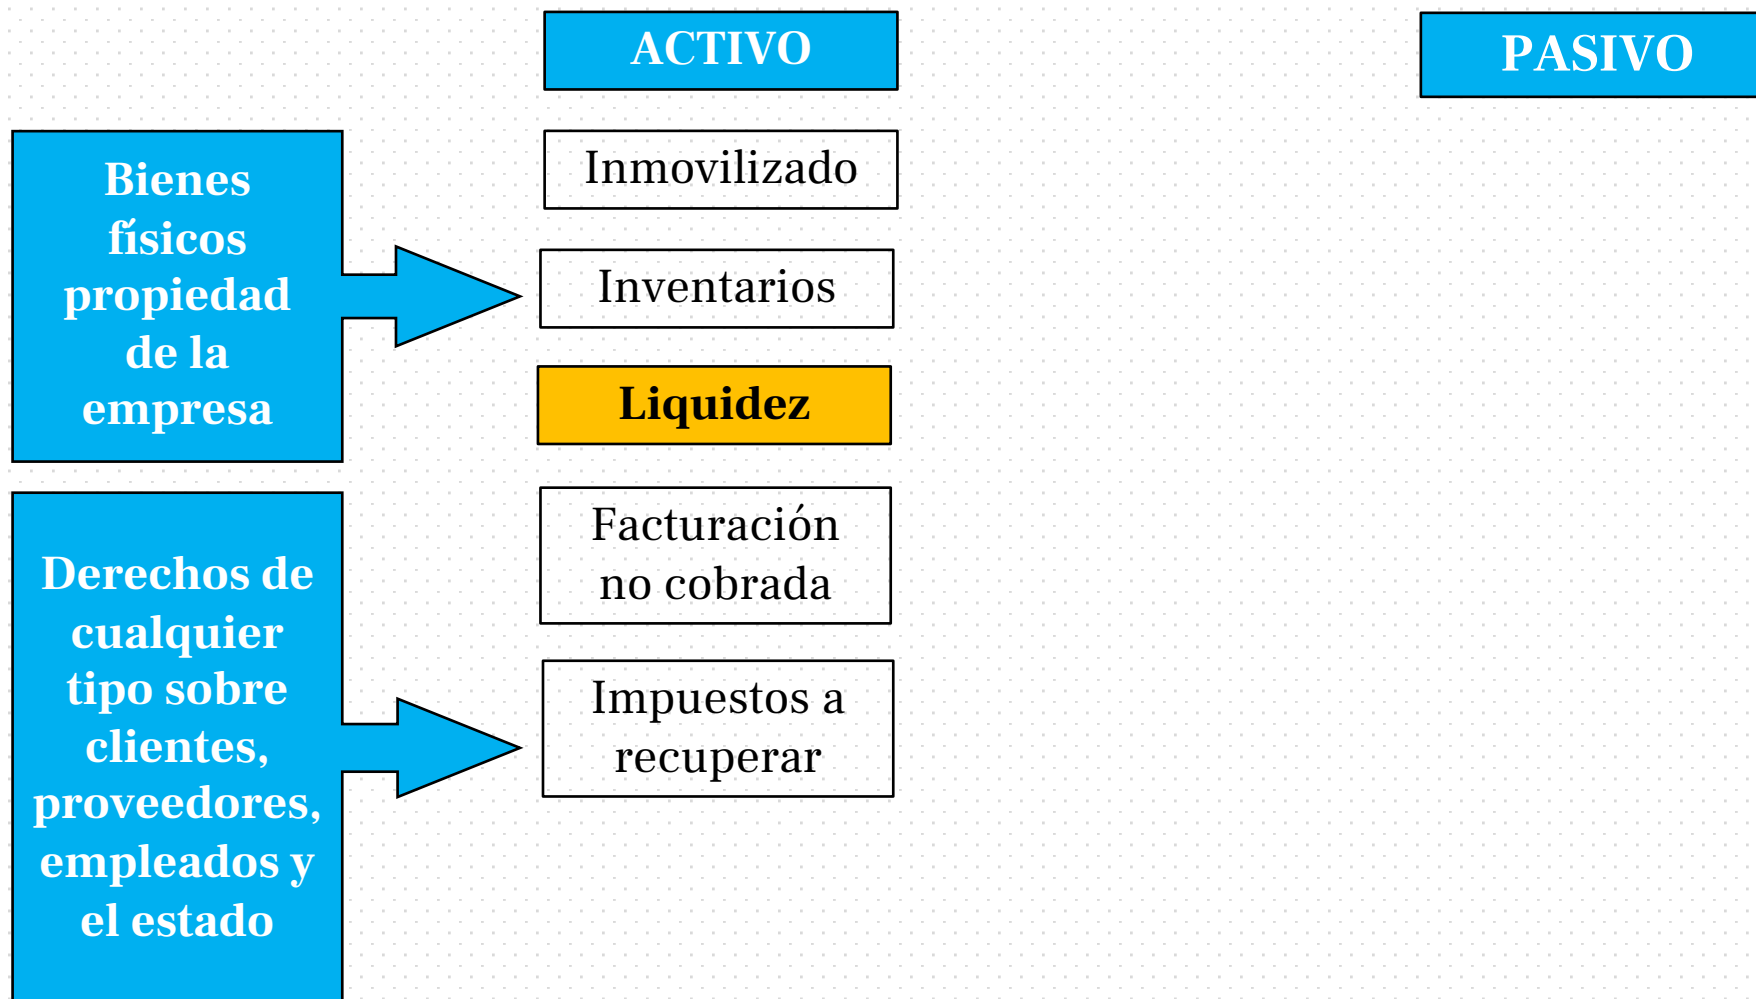 ACTIVO
PASIVO
Bienes
físicos
propiedad
de la
empresa
Inmovilizado
Inventarios
Liquidez
Derechos de
cualquier
tipo sobre
clientes,
proveedores,
empleados y
el estado
Facturación
no cobrada
Impuestos a
recuperar